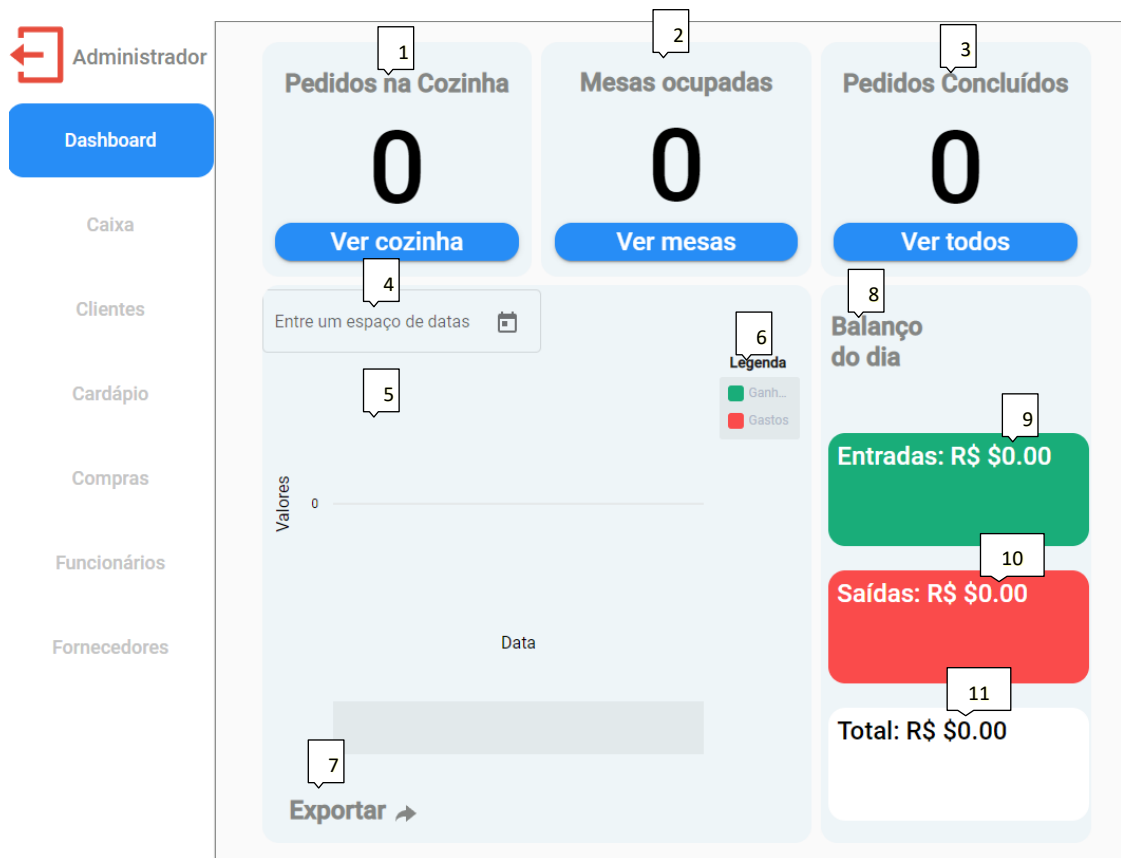 Administrador
Dashboard
Caixa
Clientes
Cardápio
Compras
Funcionários
Fornecedores
1
Pedidos na Cozinha
0
Ver cozinha
2
Mesas ocupadas
0
Ver mesas
3
Pedidos Concluídos
0
Ver todos
4
Entre um espaço de datas
5
6
Legenda
Ganh...
Gastos
Valores
0
Data
7
Exportar
8
Balanço
do dia
9
Entradas: R$ $0.00
10
Saídas: R$ $0.00
11
Total: R$ $0.00